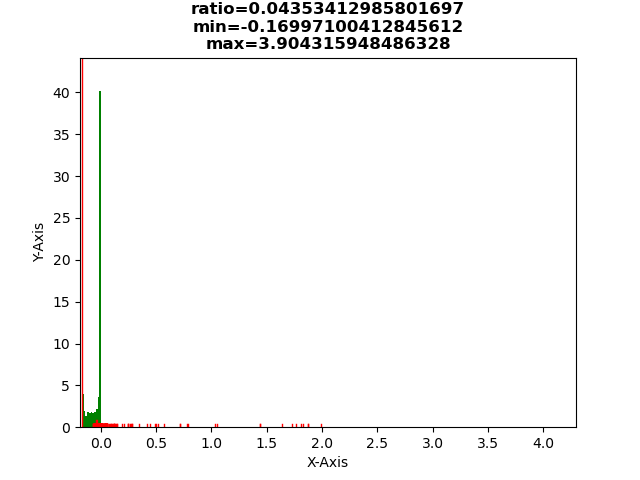 ratio=0.04353412985801697
min=-0.16997100412845612
max=3.904315948486328
40
35
30
25
20
15
10
5
0
Y-Axis
0.0 0.5 1.0 1.5 2.0 2.5 3.0 3.5 4.0
X-Axis